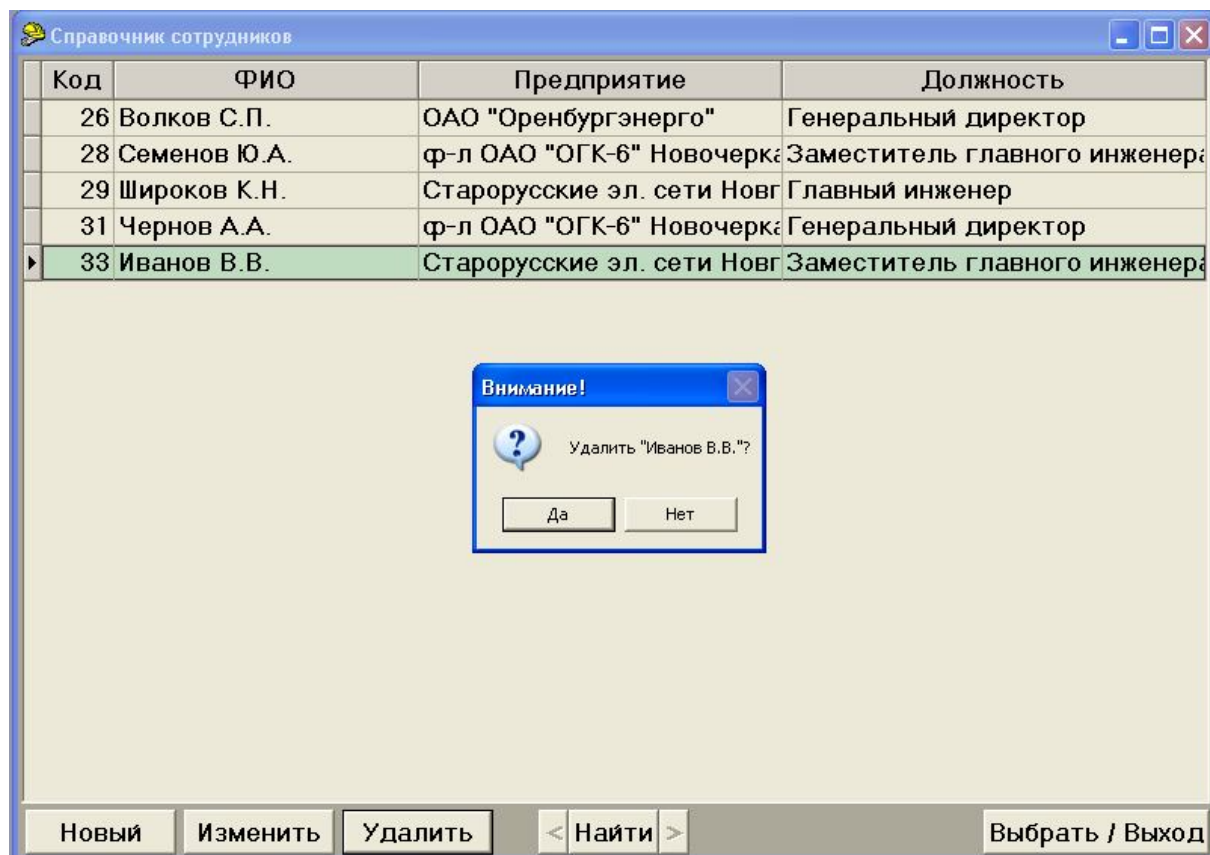 Справочник сотрудников
Код ФИО Предприятие Должность
26 Волков С.П. ОАО "Оренбургэнерго" Генеральный директор
28 Семенов Ю.А. ф-л ОАО "ОГК-6" Новочерка Заместитель главного инженера
29 Широков К.Н. Старорусские эл. сети Новг Главный инженер
31 Чернов А.А. ф-л ОАО "ОГК-6" Новочерка Генеральный директор
33 Иванов В.В. Старорусские эл. сети Новг Заместитель главного инженера
Внимание!
Удалить "Иванов В.В."?
Да Нет
Новый Изменить Удалить < Найти > Выбрать / Выход